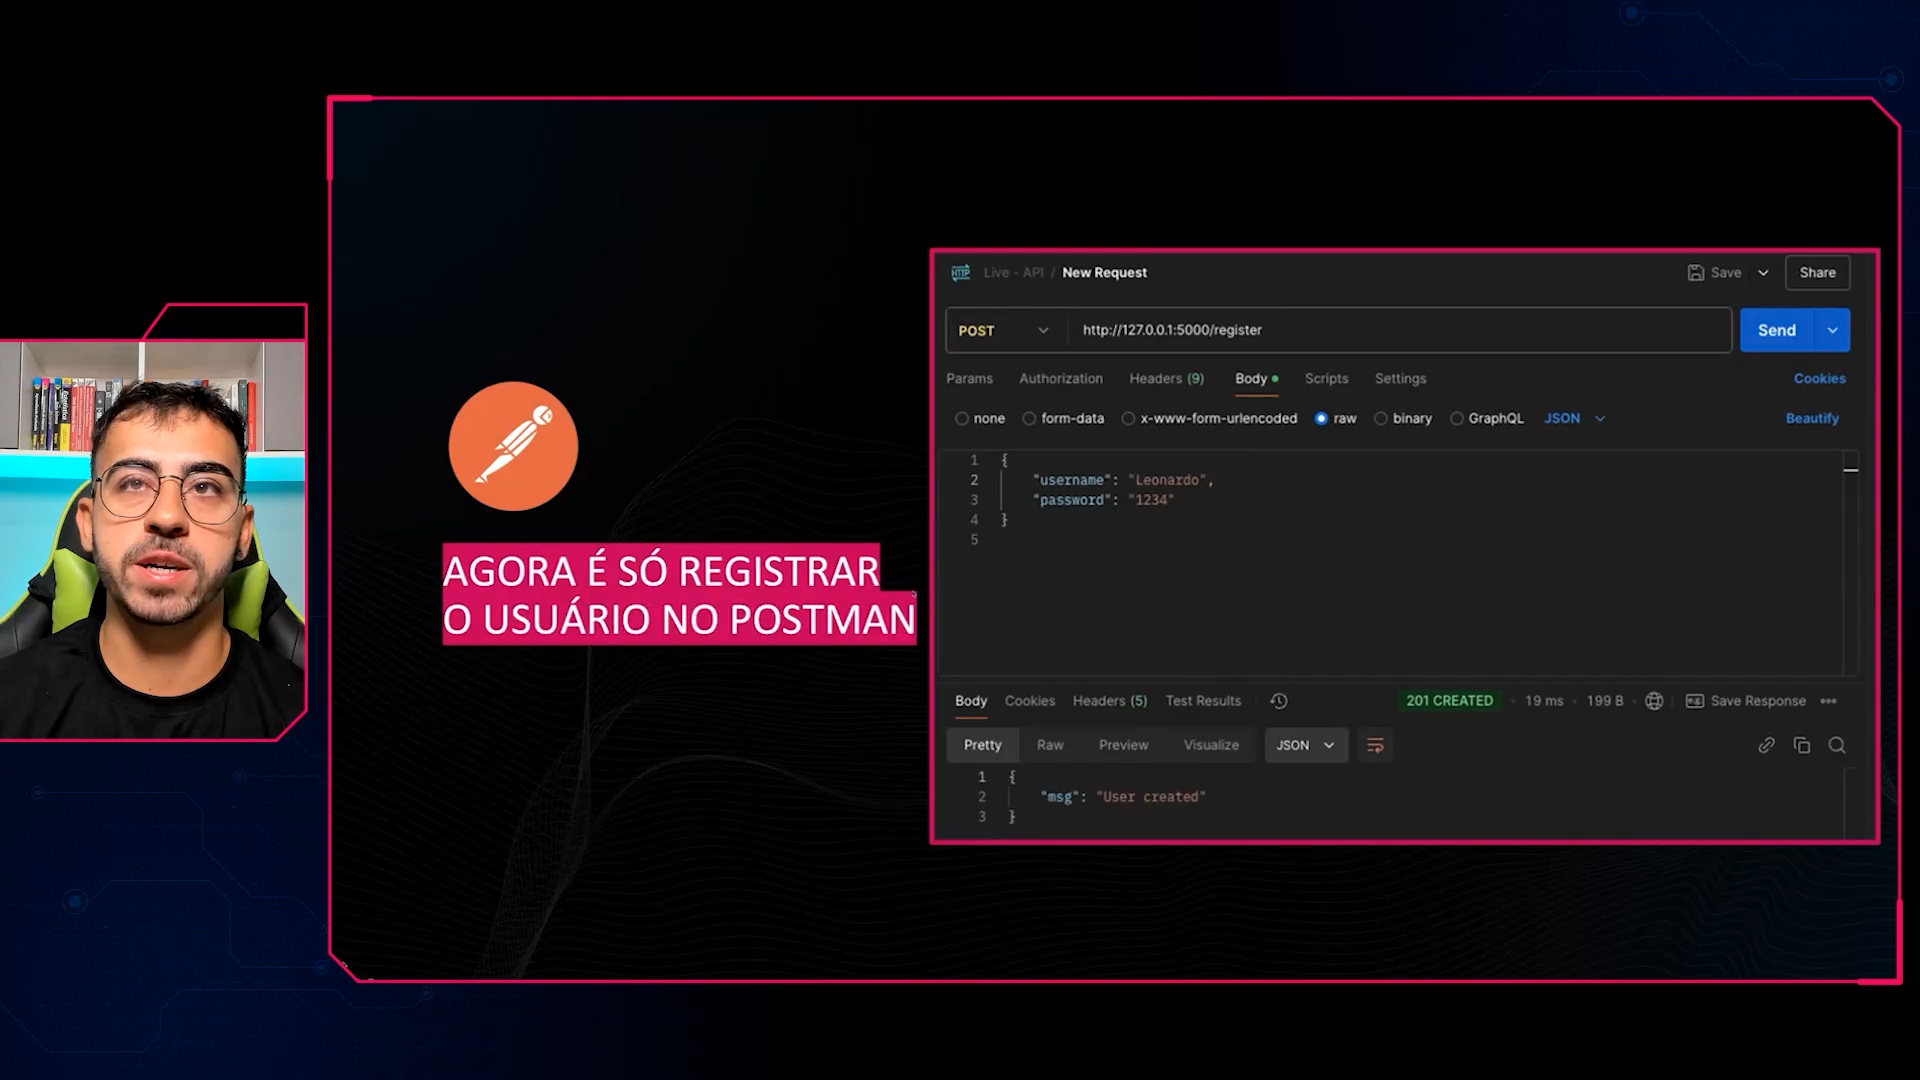 AGORA É SÓ REGISTRAR
O USUÁRIO NO POSTMAN
HTTP Live - API / New Request Save Share
POST http://127.0.0.1:5000/register Send
Params Authorization Headers (9) Body Scripts Settings Cookies
none form-data x-www-form-urlencoded raw binary GraphQL JSON Beautify
1 {
2 "username": "Leonardo",
3 "password": "1234"
4 }
5
Body Cookies Headers (5) Test Results 201 CREATED 19 ms 199 B Save Response
Pretty Raw Preview Visualize JSON
1 {
2 "msg": "User created"
3 }